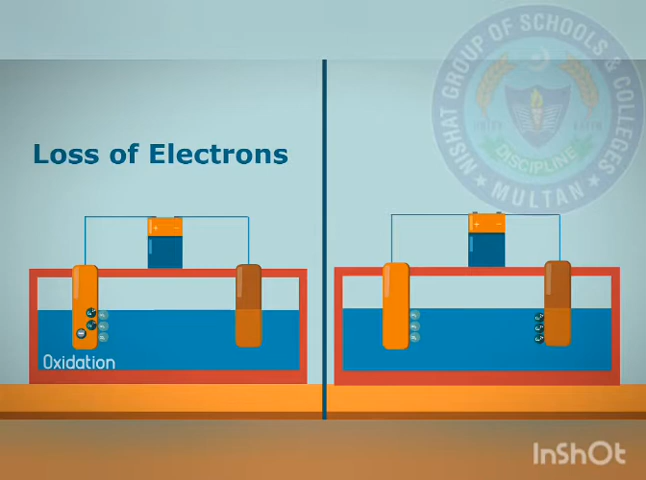 NISHAT GROUP OF SCHOOLS & COLLEGES
DISCIPLINE
★ MULTAN ★
Loss of Electrons
+ −
+ −
Oxidation
InShOt